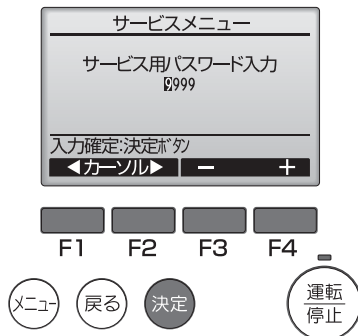 サービスメニュー
サービス用パスワード入力
9999
入力確定:決定ボタン
◀カーソル▶ − +
F1 F2 F3 F4
メニュー 戻る 決定 運転
停止